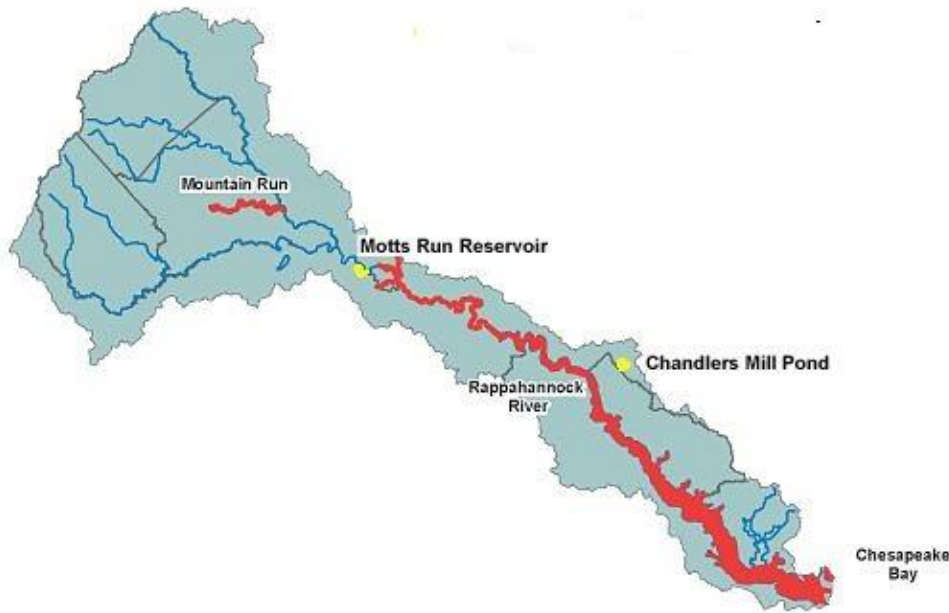 Mountain Run
Motts Run Reservoir
Chandlers Mill Pond
Rappahannock
River
Chesapeake
Bay